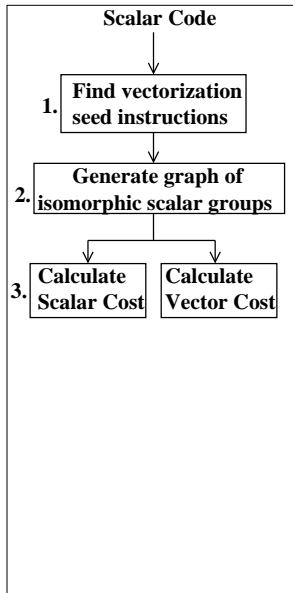 Scalar Code
1. Find vectorization
seed instructions
Generate graph of
2. isomorphic scalar groups
Calculate Calculate
3. Scalar Cost Vector Cost